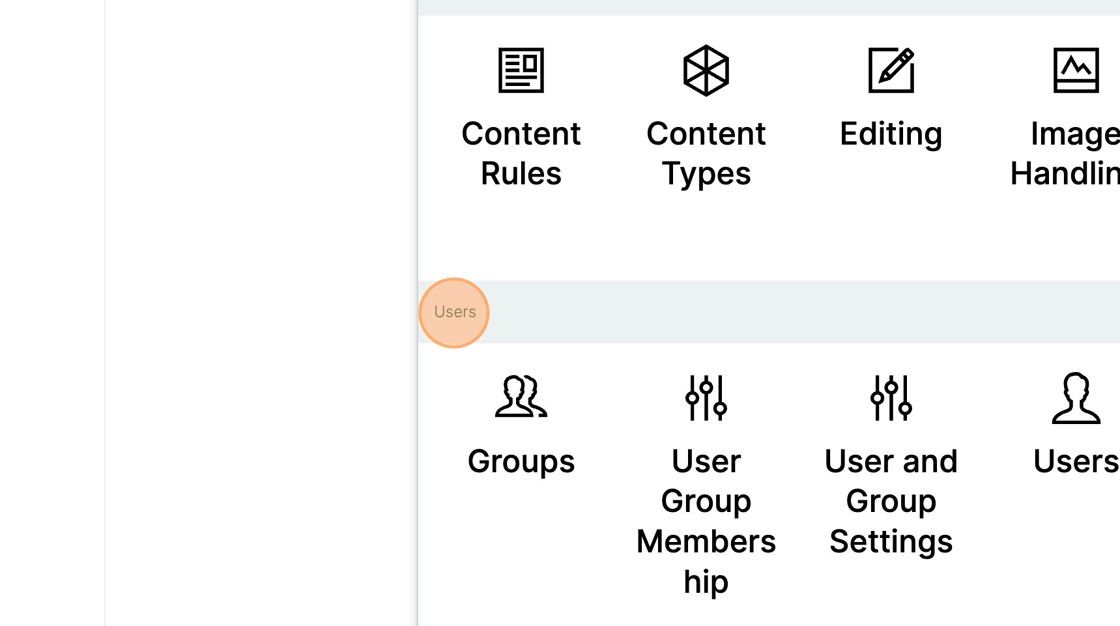 Content Content Editing Image
Rules Types Handlin
Users
Groups User User and Users
Group Group
Members Settings
hip